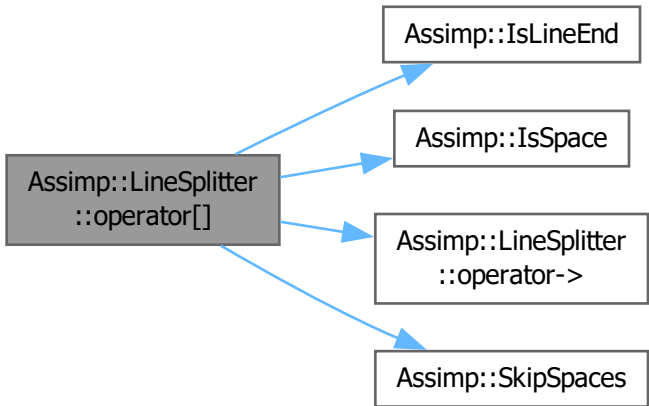 Assimp::IsLineEnd
Assimp::IsSpace
Assimp::LineSplitter
::operator[]
Assimp::LineSplitter
::operator->
Assimp::SkipSpaces